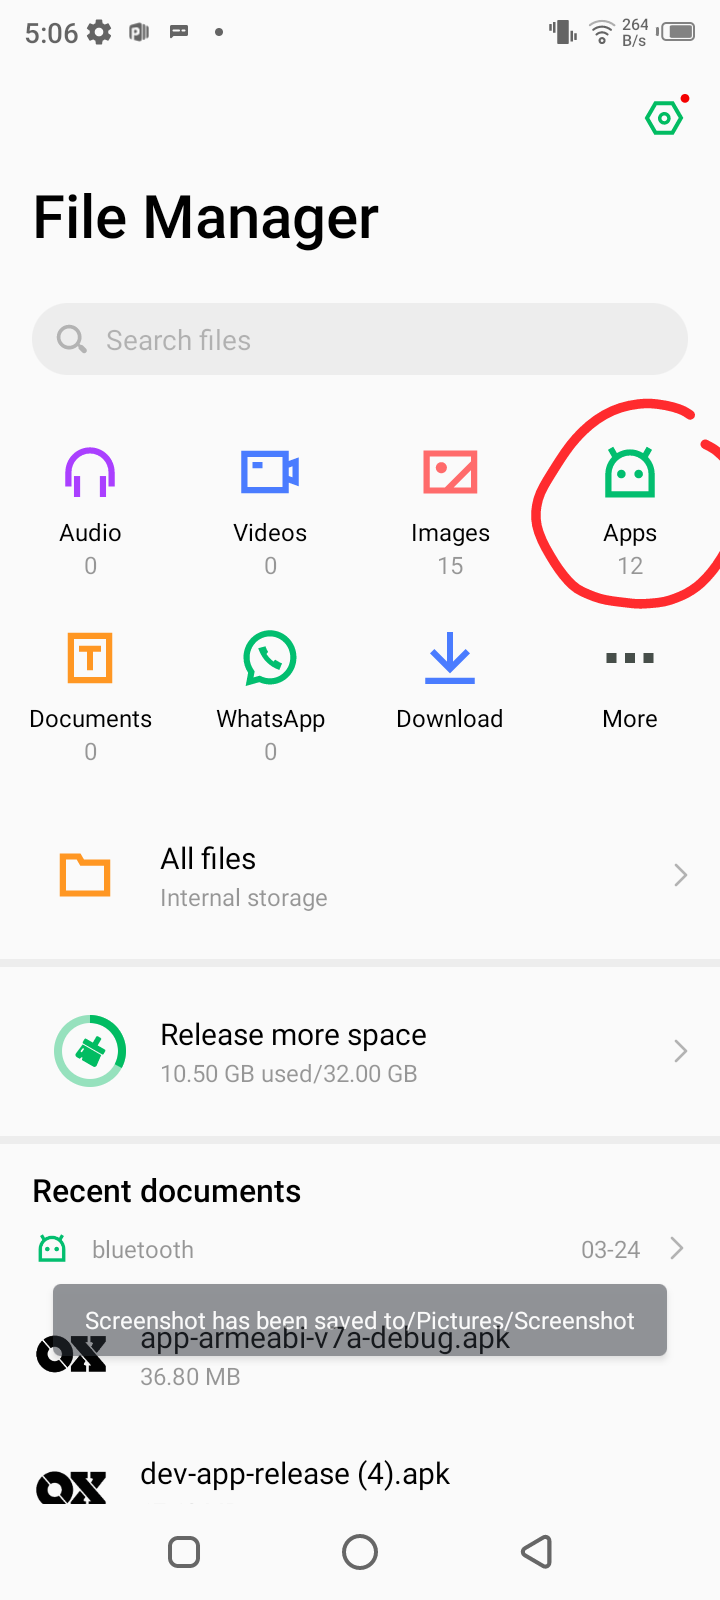 5:06
264
B/s
File Manager
Search files
Audio
Videos
Images
Apps
0
0
15
12
Documents
WhatsApp
Download
More
0
0
All files
Internal storage
Release more space
10.50 GB used/32.00 GB
Recent documents
bluetooth
03-24
Screenshot has been saved to/Pictures/Screenshot
OX
app-armeabi-v7a-debug.apk
36.80 MB
OX
dev-app-release (4).apk